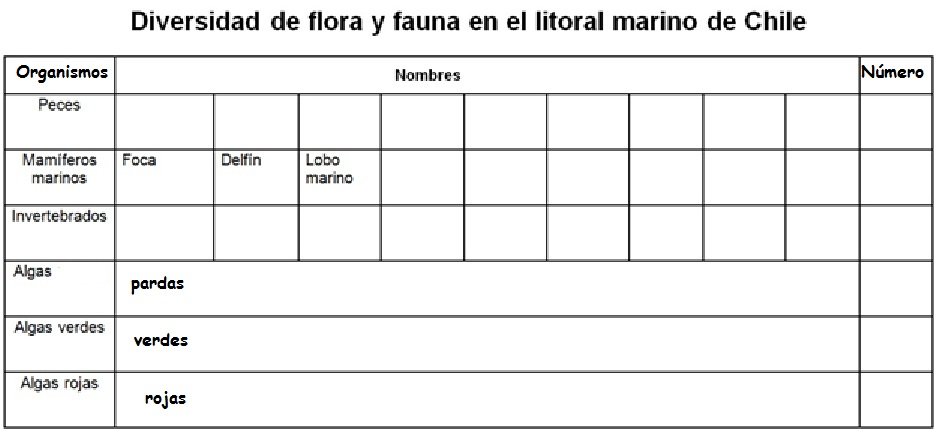 Diversidad de flora y fauna en el litoral marino de Chile
Organismos Nombres Número
Peces
Mamíferos marinos Foca Delfín Lobo marino
Invertebrados
Algas pardas
Algas verdes verdes
Algas rojas rojas